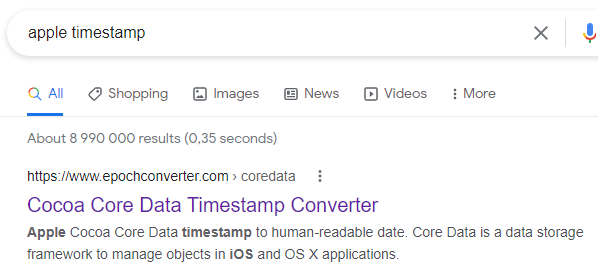 apple timestamp
All Shopping Images News Videos More
About 8 990 000 results (0,35 seconds)
https://www.epochconverter.com › coredata
Cocoa Core Data Timestamp Converter
Apple Cocoa Core Data timestamp to human-readable date. Core Data is a data storage
framework to manage objects in iOS and OS X applications.